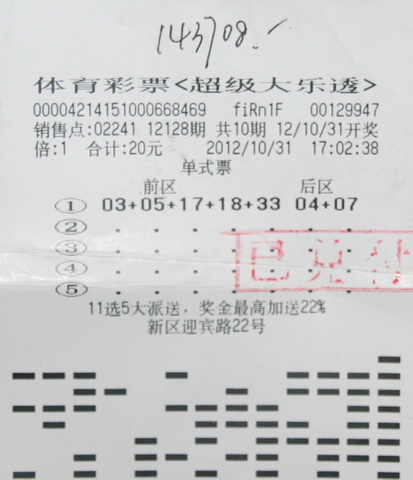 143708.
体育彩票<超级大乐透>
00004214151000668469 fiRn1F 00129947
销售点:02241 12128期 共10期 12/10/31开奖
倍:1 合计:20元 2012/10/31 17:02:38
单式票
前区 后区
① 03+05+17+18+33 04+07
②
③
④
⑤
已兑
11选5大派送，奖金最高加送22%
新区迎宾路22号